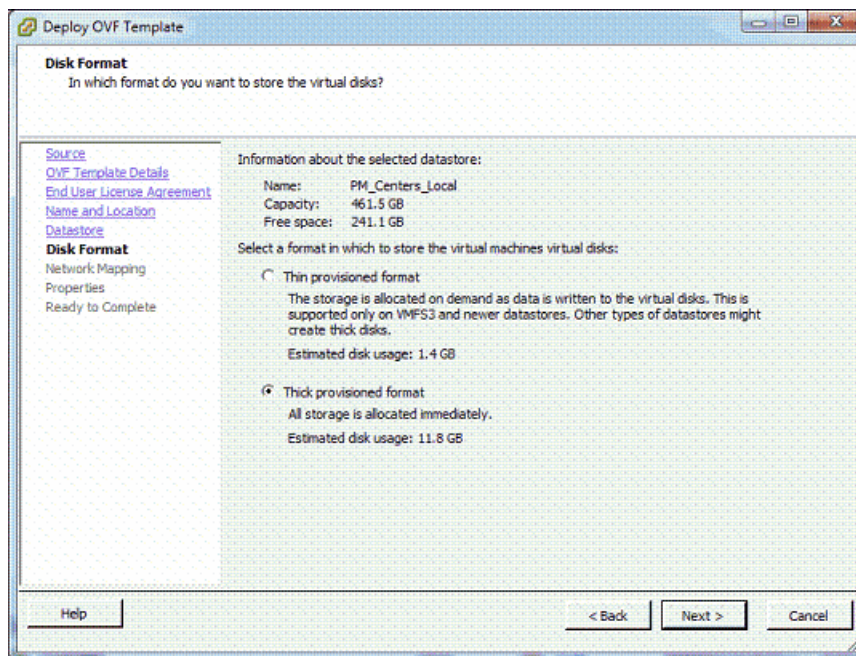 Deploy OVF Template
Disk Format
In which format do you want to store the virtual disks?
Source
OVF Template Details
End User License Agreement
Name and Location
Datastore
Disk Format
Network Mapping
Properties
Ready to Complete
Information about the selected datastore:
Name: PM_Centers_Local
Capacity: 461.5 GB
Free space: 241.1 GB
Select a format in which to store the virtual machines virtual disks:
Thin provisioned format
The storage is allocated on demand as data is written to the virtual disks. This is
supported only on VMFS3 and newer datastores. Other types of datastores might
create thick disks.
Estimated disk usage: 1.4 GB
Thick provisioned format
All storage is allocated immediately.
Estimated disk usage: 11.8 GB
Help
< Back
Next >
Cancel